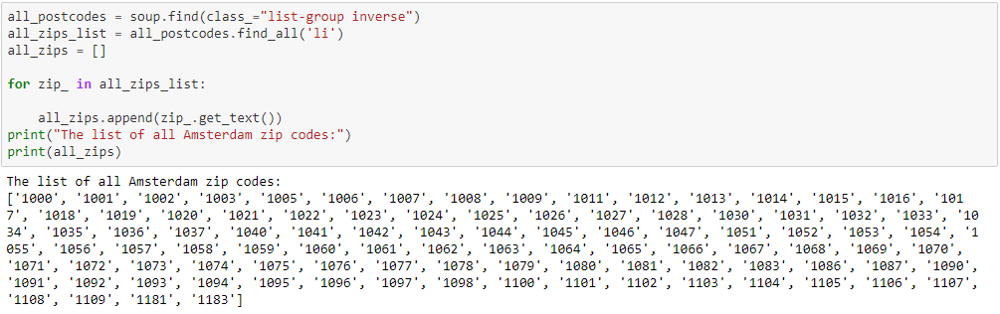 all_postcodes = soup.find(class_="list-group inverse")
all_zips_list = all_postcodes.find_all('li')
all_zips = []
for zip_ in all_zips_list:
    all_zips.append(zip_.get_text())
print("The list of all Amsterdam zip codes:")
print(all_zips)
The list of all Amsterdam zip codes:
['1000', '1001', '1002', '1003', '1005', '1006', '1007', '1008', '1009', '1011', '1012', '1013', '1014', '1015', '1016', '101
7', '1018', '1019', '1020', '1021', '1022', '1023', '1024', '1025', '1026', '1027', '1028', '1030', '1031', '1032', '1033', '10
34', '1035', '1036', '1037', '1040', '1041', '1042', '1043', '1044', '1045', '1046', '1047', '1051', '1052', '1053', '1054', '1
055', '1056', '1057', '1058', '1059', '1060', '1061', '1062', '1063', '1064', '1065', '1066', '1067', '1068', '1069', '1070',
'1071', '1072', '1073', '1074', '1075', '1076', '1077', '1078', '1079', '1080', '1081', '1082', '1083', '1086', '1087', '1090',
'1091', '1092', '1093', '1094', '1095', '1096', '1097', '1098', '1100', '1101', '1102', '1103', '1104', '1105', '1106', '1107',
'1108', '1109', '1181', '1183']